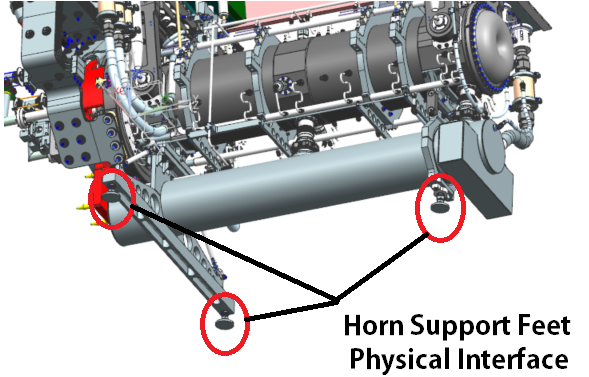 Horn Support Feet
Physical Interface